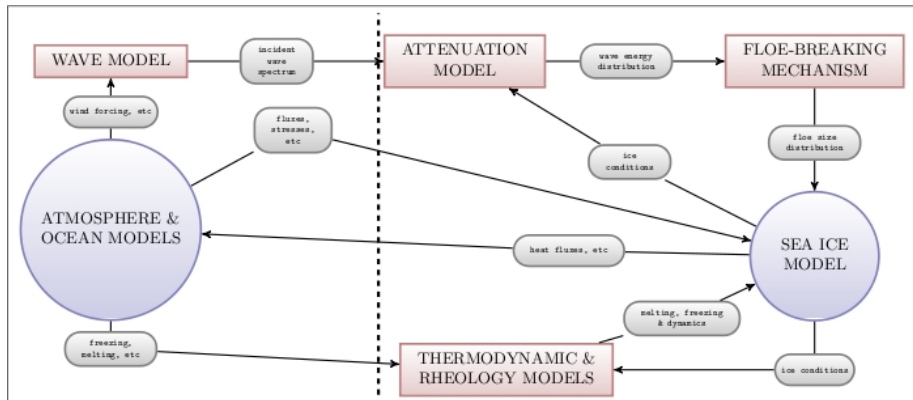 WAVE MODEL
incident
wave
spectrum
ATTENUATION
MODEL
wave energy
distribution
FLOE-BREAKING
MECHANISM
wind forcing, etc
fluxes,
stresses,
etc
floe size
distribution
ice
conditions
ATMOSPHERE &
OCEAN MODELS
heat fluxes, etc
SEA ICE
MODEL
melting, freezing
& dynamics
freezing,
melting, etc
THERMODYNAMIC &
RHEOLOGY MODELS
ice conditions